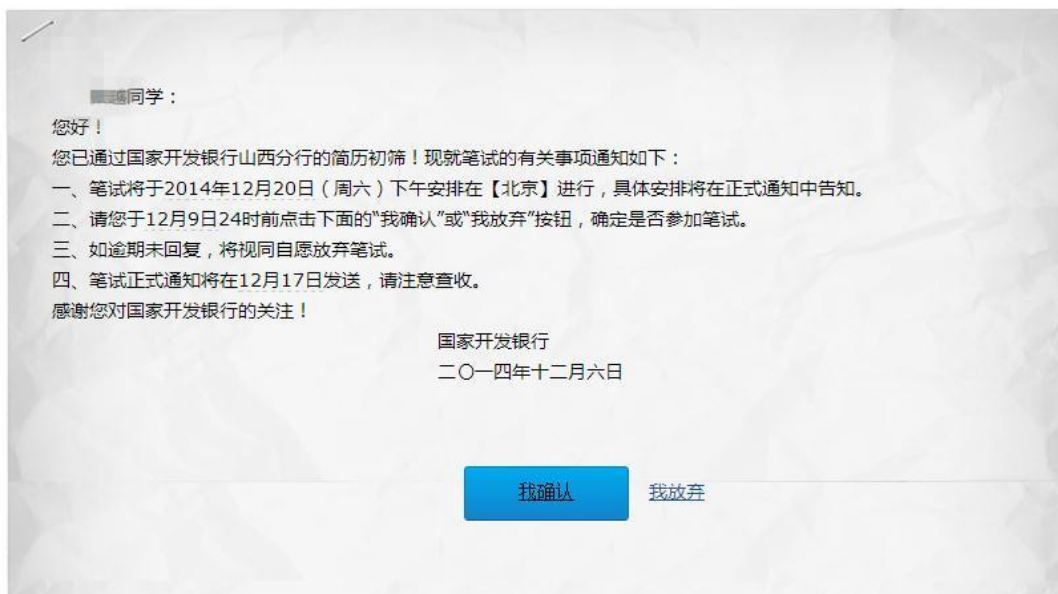 同学：
您好！
您已通过国家开发银行山西分行的简历初筛！现就笔试的有关事项通知如下：
一、笔试将于2014年12月20日（周六）下午安排在【北京】进行，具体安排将在正式通知中告知。
二、请您于12月9日24时前点击下面的“我确认”或“我放弃”按钮，确定是否参加笔试。
三、如逾期未回复，将视同自愿放弃笔试。
四、笔试正式通知将在12月17日发送，请注意查收。
感谢您对国家开发银行的关注！
国家开发银行
二〇一四年十二月六日
我确认 我放弃